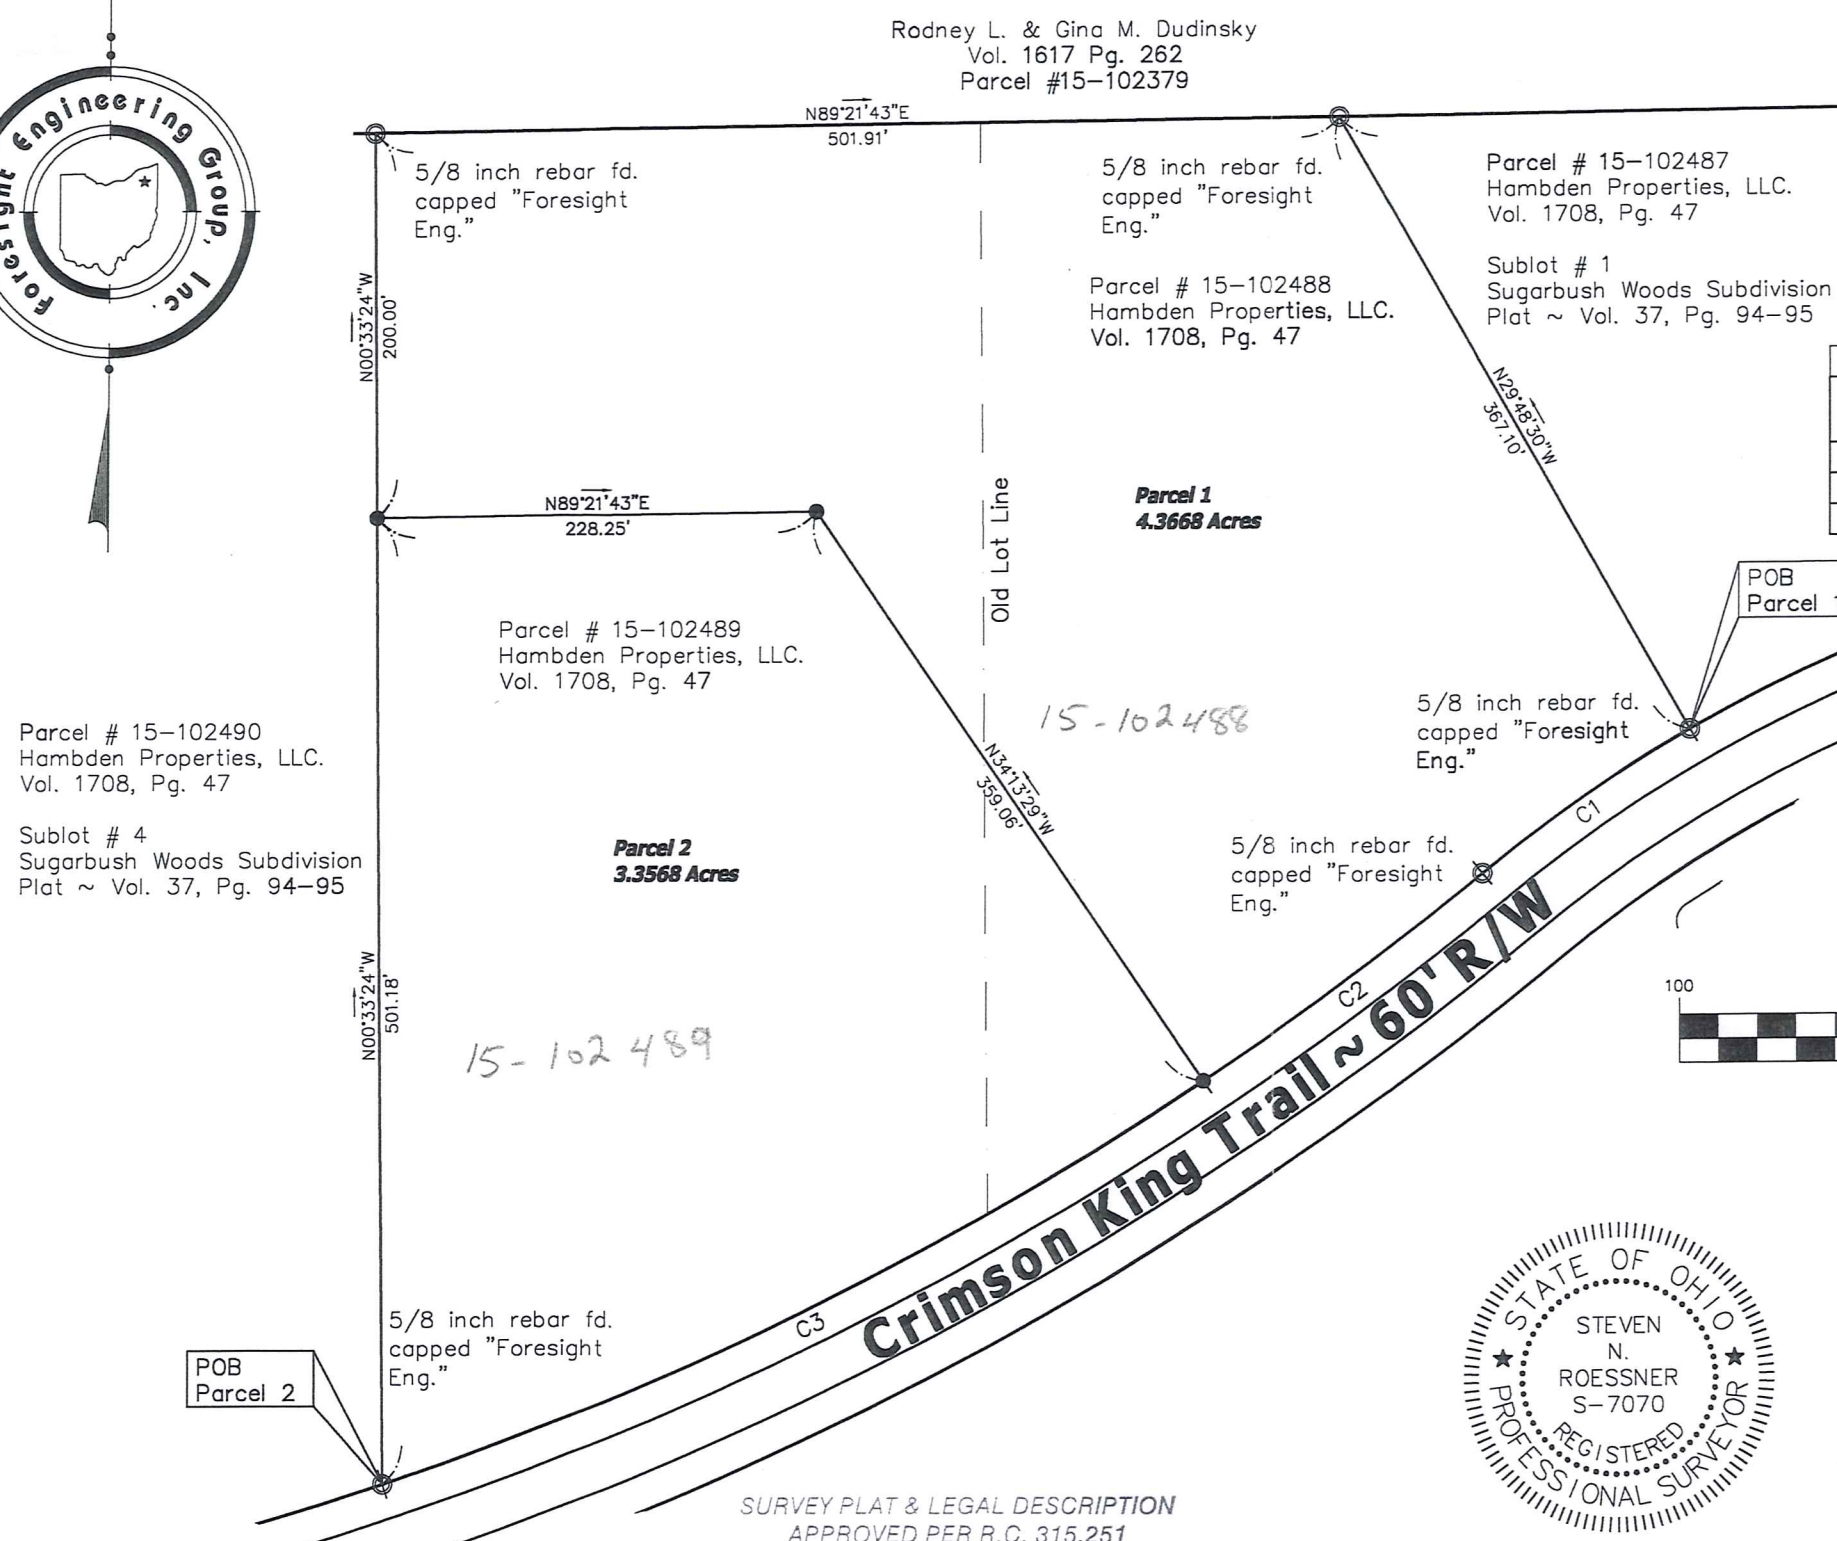 Rodney L. & Gina M. Dudinsky
Vol. 1617 Pg. 262
Parcel #15-102379
Foresight Engineering Group, Inc.
N89°21'43"E
501.91'
5/8 inch rebar fd.
capped "Foresight
Eng."
5/8 inch rebar fd.
capped "Foresight
Eng."
Parcel # 15-102487
Hambden Properties, LLC.
Vol. 1708, Pg. 47
Sublot # 1
Sugarbush Woods Subdivision
Plat ~ Vol. 37, Pg. 94-95
Parcel # 15-102488
Hambden Properties, LLC.
Vol. 1708, Pg. 47
N00°33'24"W
200.00'
N29°48'30"W
367.10'
N89°21'43"E
228.25'
Old Lot Line
Parcel 1
4.3668 Acres
POB
Parcel 1
Parcel # 15-102489
Hambden Properties, LLC.
Vol. 1708, Pg. 47
15-102488
5/8 inch rebar fd.
capped "Foresight
Eng."
Parcel # 15-102490
Hambden Properties, LLC.
Vol. 1708, Pg. 47
Sublot # 4
Sugarbush Woods Subdivision
Plat ~ Vol. 37, Pg. 94-95
N34°13'29"W
359.06'
Parcel 2
3.3568 Acres
5/8 inch rebar fd.
capped "Foresight
Eng."
C1
C2
C3
N00°33'24"W
501.18'
15-102489
100
Crimson King Trail ~ 60' R/W
5/8 inch rebar fd.
capped "Foresight
Eng."
POB
Parcel 2
STATE OF OHIO
STEVEN
N.
ROESSNER
S-7070
REGISTERED
PROFESSIONAL SURVEYOR
SURVEY PLAT & LEGAL DESCRIPTION
APPROVED PER R.C. 315.251